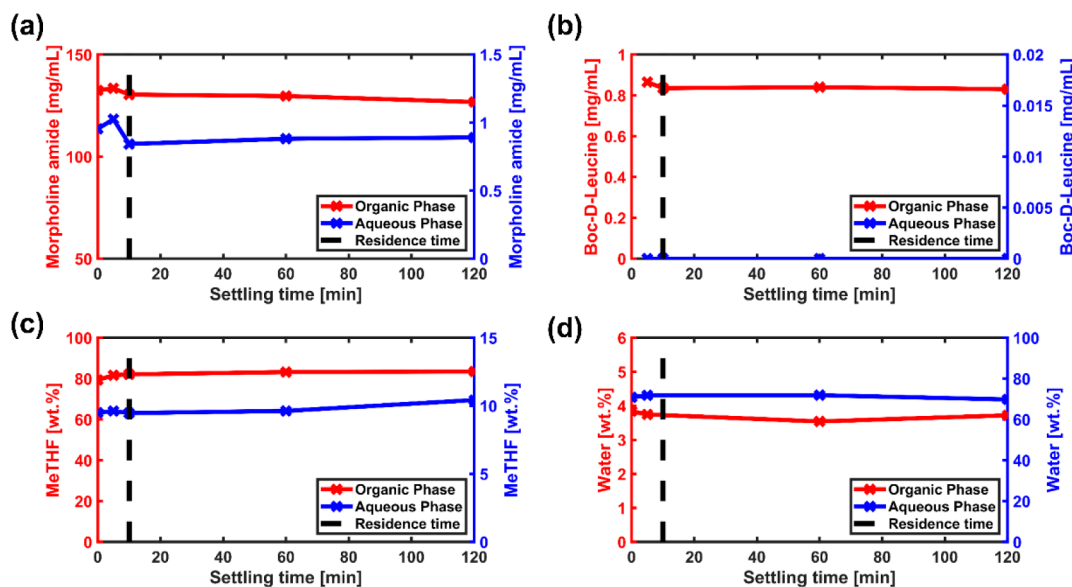 (a)
Morpholine amide [mg/mL]
150
100
50
1.5
1
0.5
0
Morpholine amide [mg/mL]
Organic Phase
Aqueous Phase
Residence time
0 20 40 60 80 100 120
Settling time [min]
(b)
Boc-D-Leucine [mg/mL]
1
0.8
0.6
0.4
0.2
0
0.02
0.015
0.01
0.005
0
Boc-D-Leucine [mg/mL]
Organic Phase
Aqueous Phase
Residence time
0 20 40 60 80 100 120
Settling time [min]
(c)
MeTHF [wt.%]
100
80
60
40
20
0
15
10
5
0
MeTHF [wt.%]
Organic Phase
Aqueous Phase
Residence time
0 20 40 60 80 100 120
Settling time [min]
(d)
Water [wt.%]
6
5
4
3
2
1
0
100
80
60
40
20
0
Water [wt.%]
Organic Phase
Aqueous Phase
Residence time
0 20 40 60 80 100 120
Settling time [min]